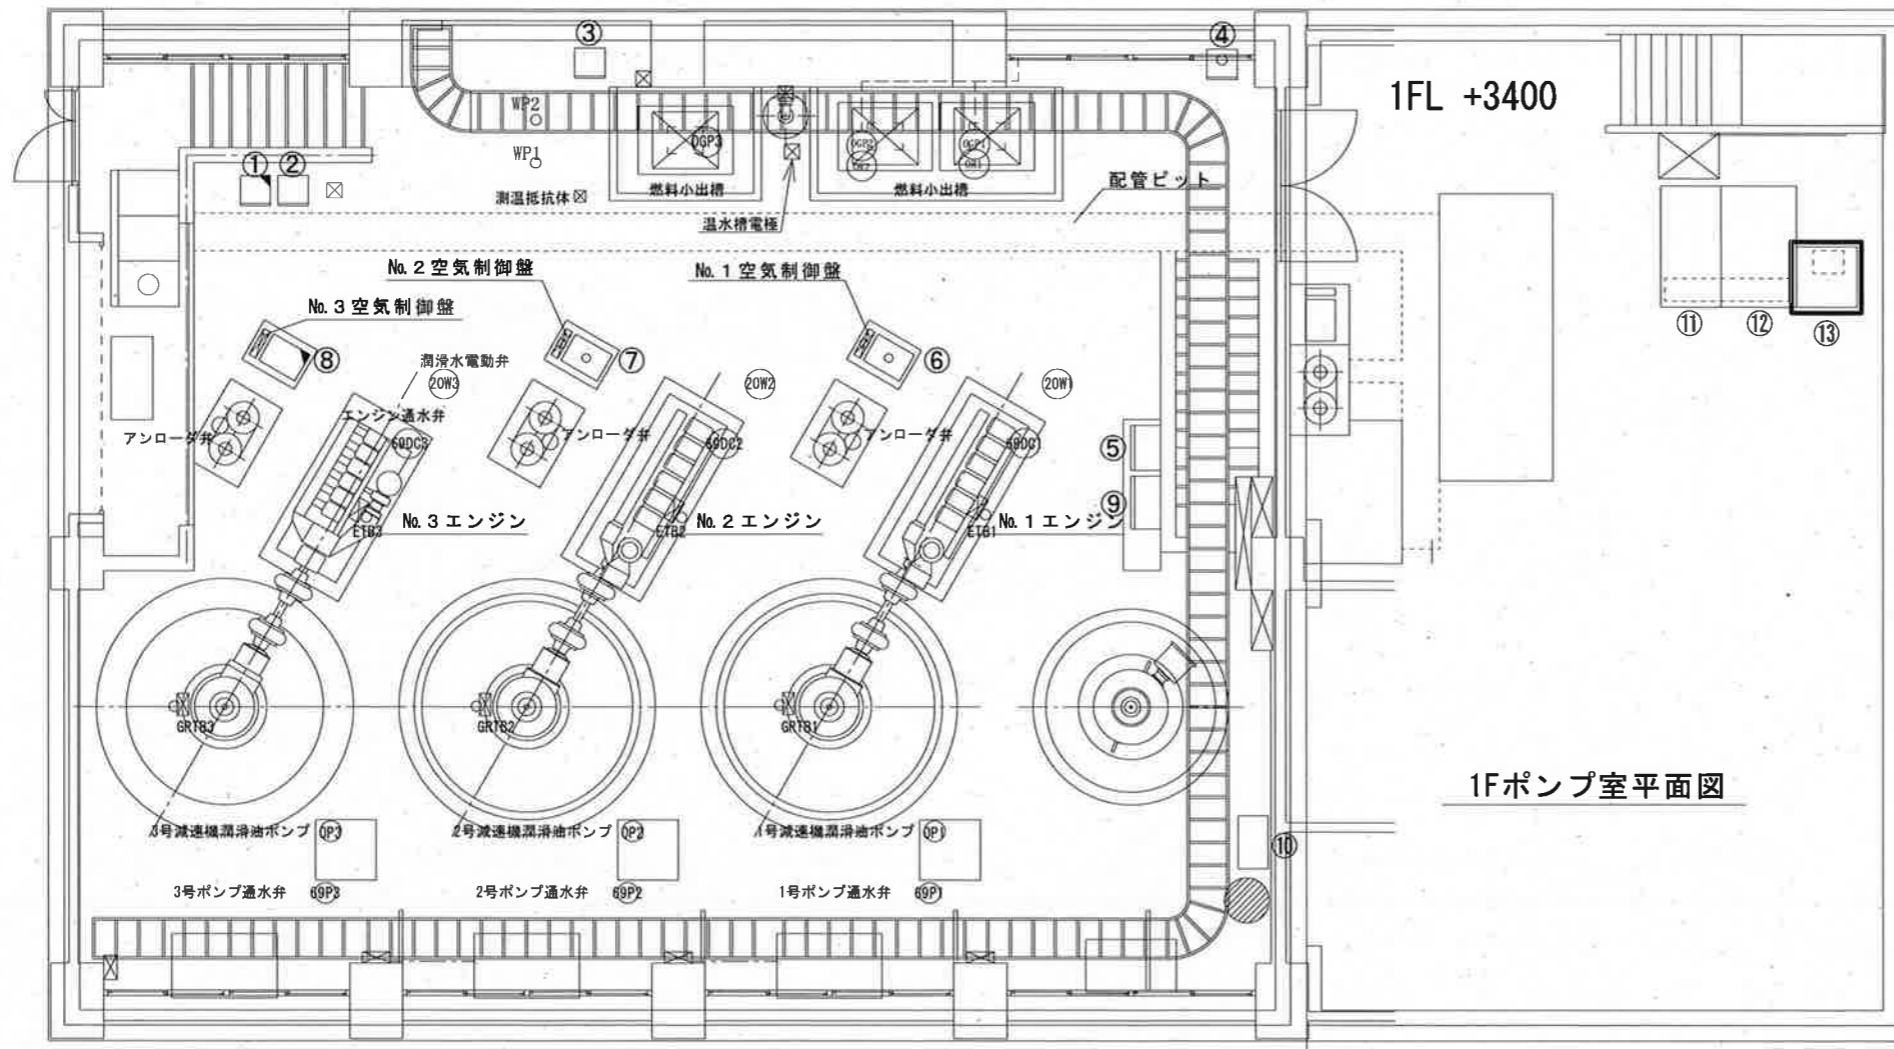 ③
④
1FL +3400
WP2
WP1
OGP3
OGP2
OGP1
OW2
OW1
①
②
測温抵抗体
燃料小出槽
燃料小出槽
配管ピット
温水槽電極
No.2空気制御盤
No.1空気制御盤
No.3空気制御盤
⑪
⑫
⑬
⑧
⑦
⑥
潤滑水電動弁
20W3
20W2
20W1
エンジン通水弁
アンローダ弁
アンローダ弁
アンローダ弁
69DC3
69DC2
69DC1
⑤
⑨
No.3エンジン
No.2エンジン
No.1エンジン
ETB3
ETB2
ETB1
GRTB3
GRTB2
GRTB1
1Fポンプ室平面図
3号減速機潤滑油ポンプ
OP3
2号減速機潤滑油ポンプ
OP2
1号減速機潤滑油ポンプ
OP1
⑩
3号ポンプ通水弁
69P3
2号ポンプ通水弁
69P2
1号ポンプ通水弁
69P1